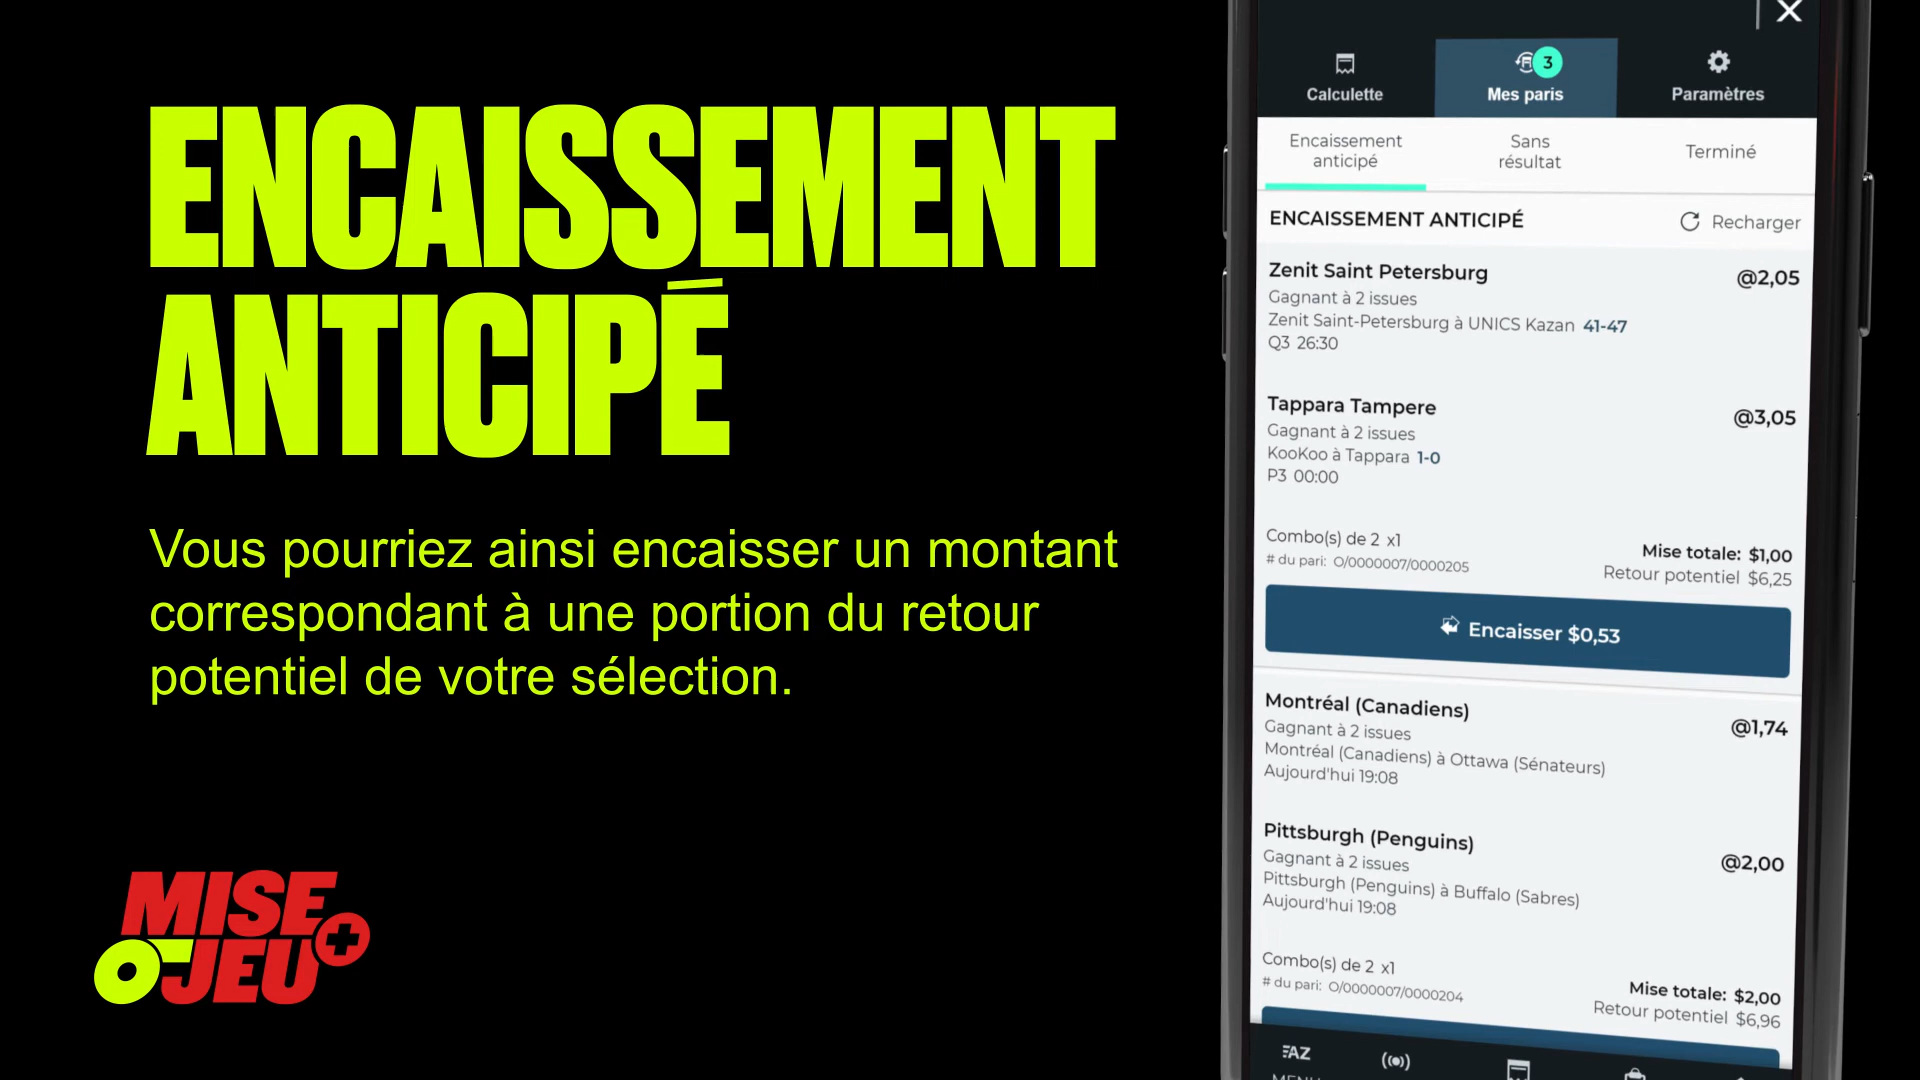 ENCAISSEMENT
ANTICIPÉ
Vous pourriez ainsi encaisser un montant
correspondant à une portion du retour
potentiel de votre sélection.
MISE
O JEU+
Calculette
3
Mes paris
Paramètres
Encaissement
anticipé
Sans
résultat
Terminé
ENCAISSEMENT ANTICIPÉ
Recharger
Zenit Saint Petersburg
@2,05
Gagnant à 2 issues
Zenit Saint-Petersburg à UNICS Kazan 41-47
Q3 26:30
Tappara Tampere
@3,05
Gagnant à 2 issues
KooKoo à Tappara 1-0
P3 00:00
Combo(s) de 2 x1
# du pari: O/0000007/0000205
Mise totale: $1,00
Retour potentiel $6,25
Encaisser $0,53
Montréal (Canadiens)
@1,74
Gagnant à 2 issues
Montréal (Canadiens) à Ottawa (Sénateurs)
Aujourd'hui 19:08
Pittsburgh (Penguins)
@2,00
Gagnant à 2 issues
Pittsburgh (Penguins) à Buffalo (Sabres)
Aujourd'hui 19:08
Combo(s) de 2 x1
# du pari: O/0000007/0000204
Mise totale: $2,00
Retour potentiel $6,96
AZ
MENU